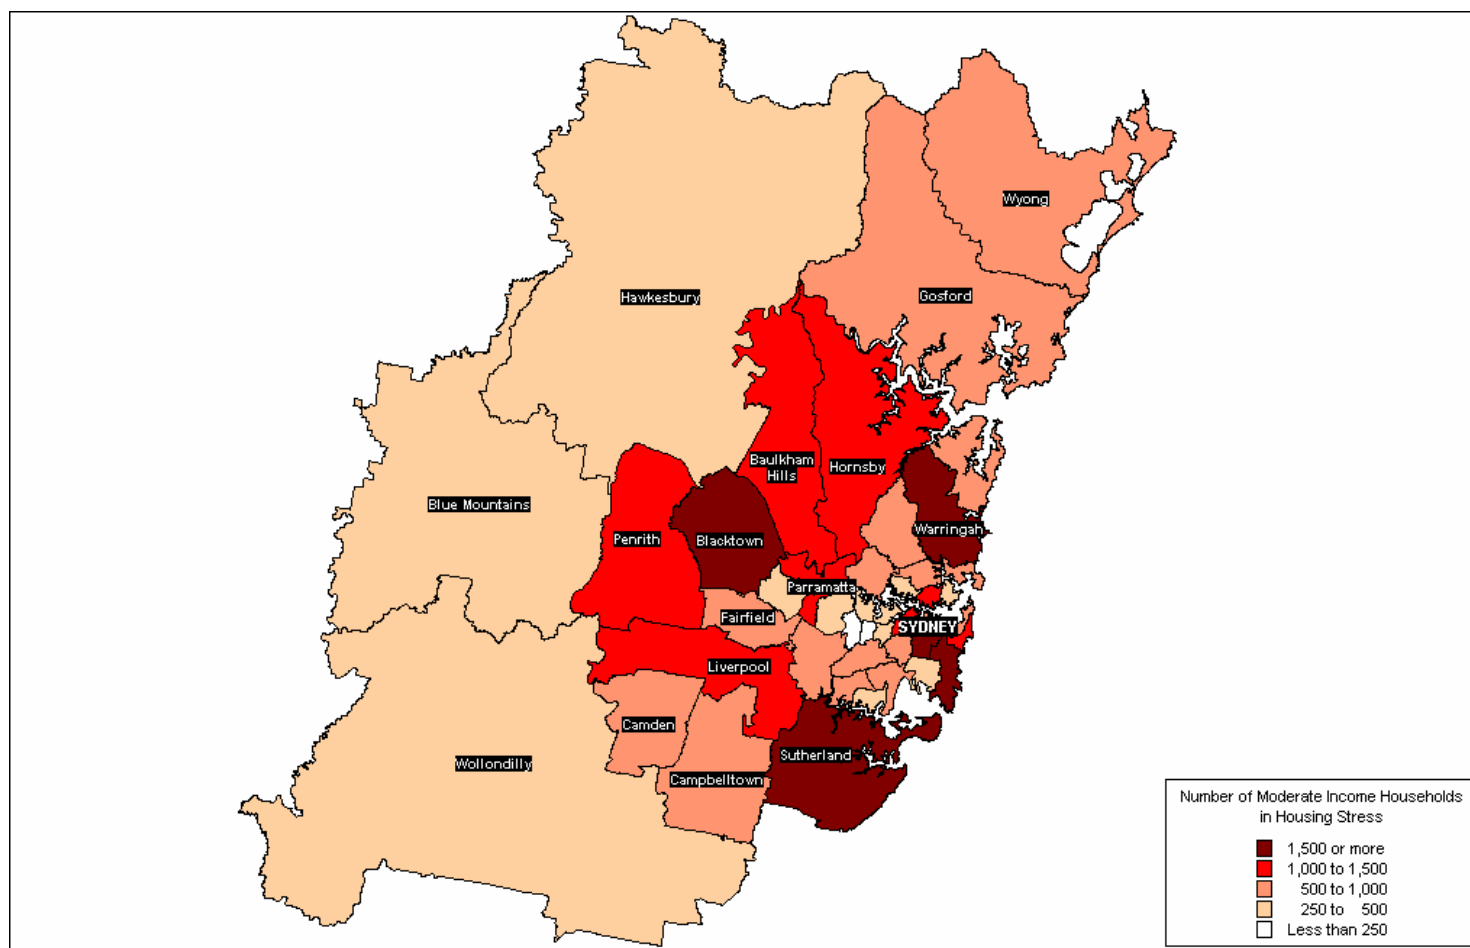 Wyong
Hawkesbury
Gosford
Baulkham
Hills
Hornsby
Blue Mountains
Warringah
Penrith
Blacktown
Parramatta
Fairfield
SYDNEY
Liverpool
Camden
Sutherland
Wollondilly
Campbelltown
Number of Moderate Income Households
in Housing Stress
1,500 or more
1,000 to 1,500
500 to 1,000
250 to 500
Less than 250